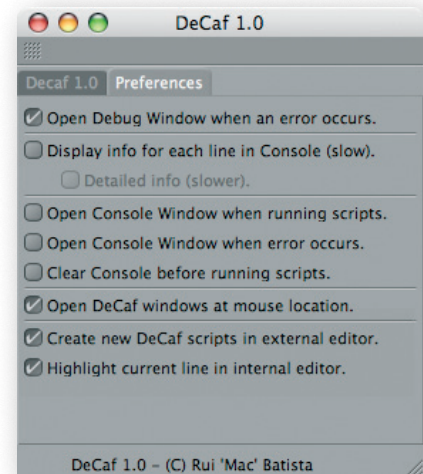 DeCaf 1.0
Decaf 1.0 Preferences
Open Debug Window when an error occurs.
Display info for each line in Console (slow).
Detailed info (slower).
Open Console Window when running scripts.
Open Console Window when error occurs.
Clear Console before running scripts.
Open DeCaf windows at mouse location.
Create new DeCaf scripts in external editor.
Highlight current line in internal editor.
DeCaf 1.0 – (C) Rui 'Mac' Batista